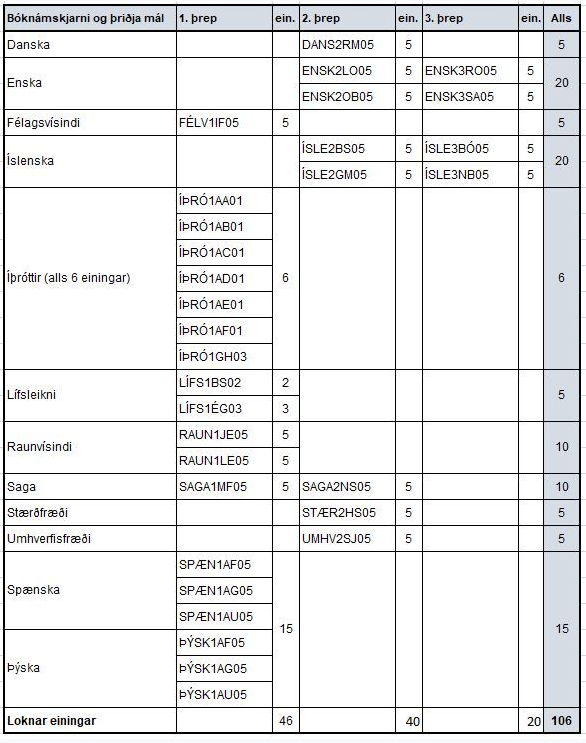 Bóknámskjarni og þriðja mál 1. þrep ein. 2. þrep ein. 3. þrep ein. Alls
Danska DANS2RM05 5 5
Enska ENSK2LO05 5 ENSK3RO05 5 20
ENSK2OB05 5 ENSK3SA05 5
Félagsvísindi FÉLV1IF05 5 5
Íslenska ÍSLE2BS05 5 ÍSLE3BÓ05 5 20
ÍSLE2GM05 5 ÍSLE3NB05 5
Íþróttir (alls 6 einingar) ÍÞRÓ1AA01 6 6
ÍÞRÓ1AB01
ÍÞRÓ1AC01
ÍÞRÓ1AD01
ÍÞRÓ1AE01
ÍÞRÓ1AF01
ÍÞRÓ1GH03
Lífsleikni LÍFS1BS02 2 5
LÍFS1ÉG03 3
Raunvísindi RAUN1JE05 5 10
RAUN1LE05 5
Saga SAGA1MF05 5 SAGA2NS05 5 10
Stærðfræði STÆR2HS05 5 5
Umhverfisfræði UMHV2SJ05 5 5
Spænska SPÆN1AF05 15 15
SPÆN1AG05
SPÆN1AU05
Þýska ÞÝSK1AF05
ÞÝSK1AG05
ÞÝSK1AU05
Loknar einingar 46 40 20 106